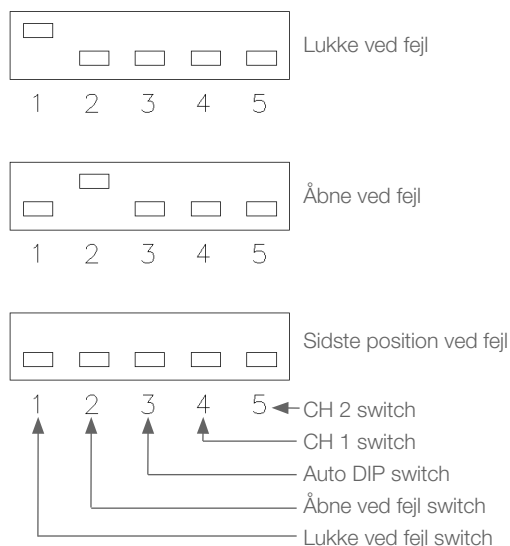 Lukke ved fejl
1 2 3 4 5
Åbne ved fejl
1 2 3 4 5
Sidste position ved fejl
1 2 3 4 5
CH 2 switch
CH 1 switch
Auto DIP switch
Åbne ved fejl switch
Lukke ved fejl switch